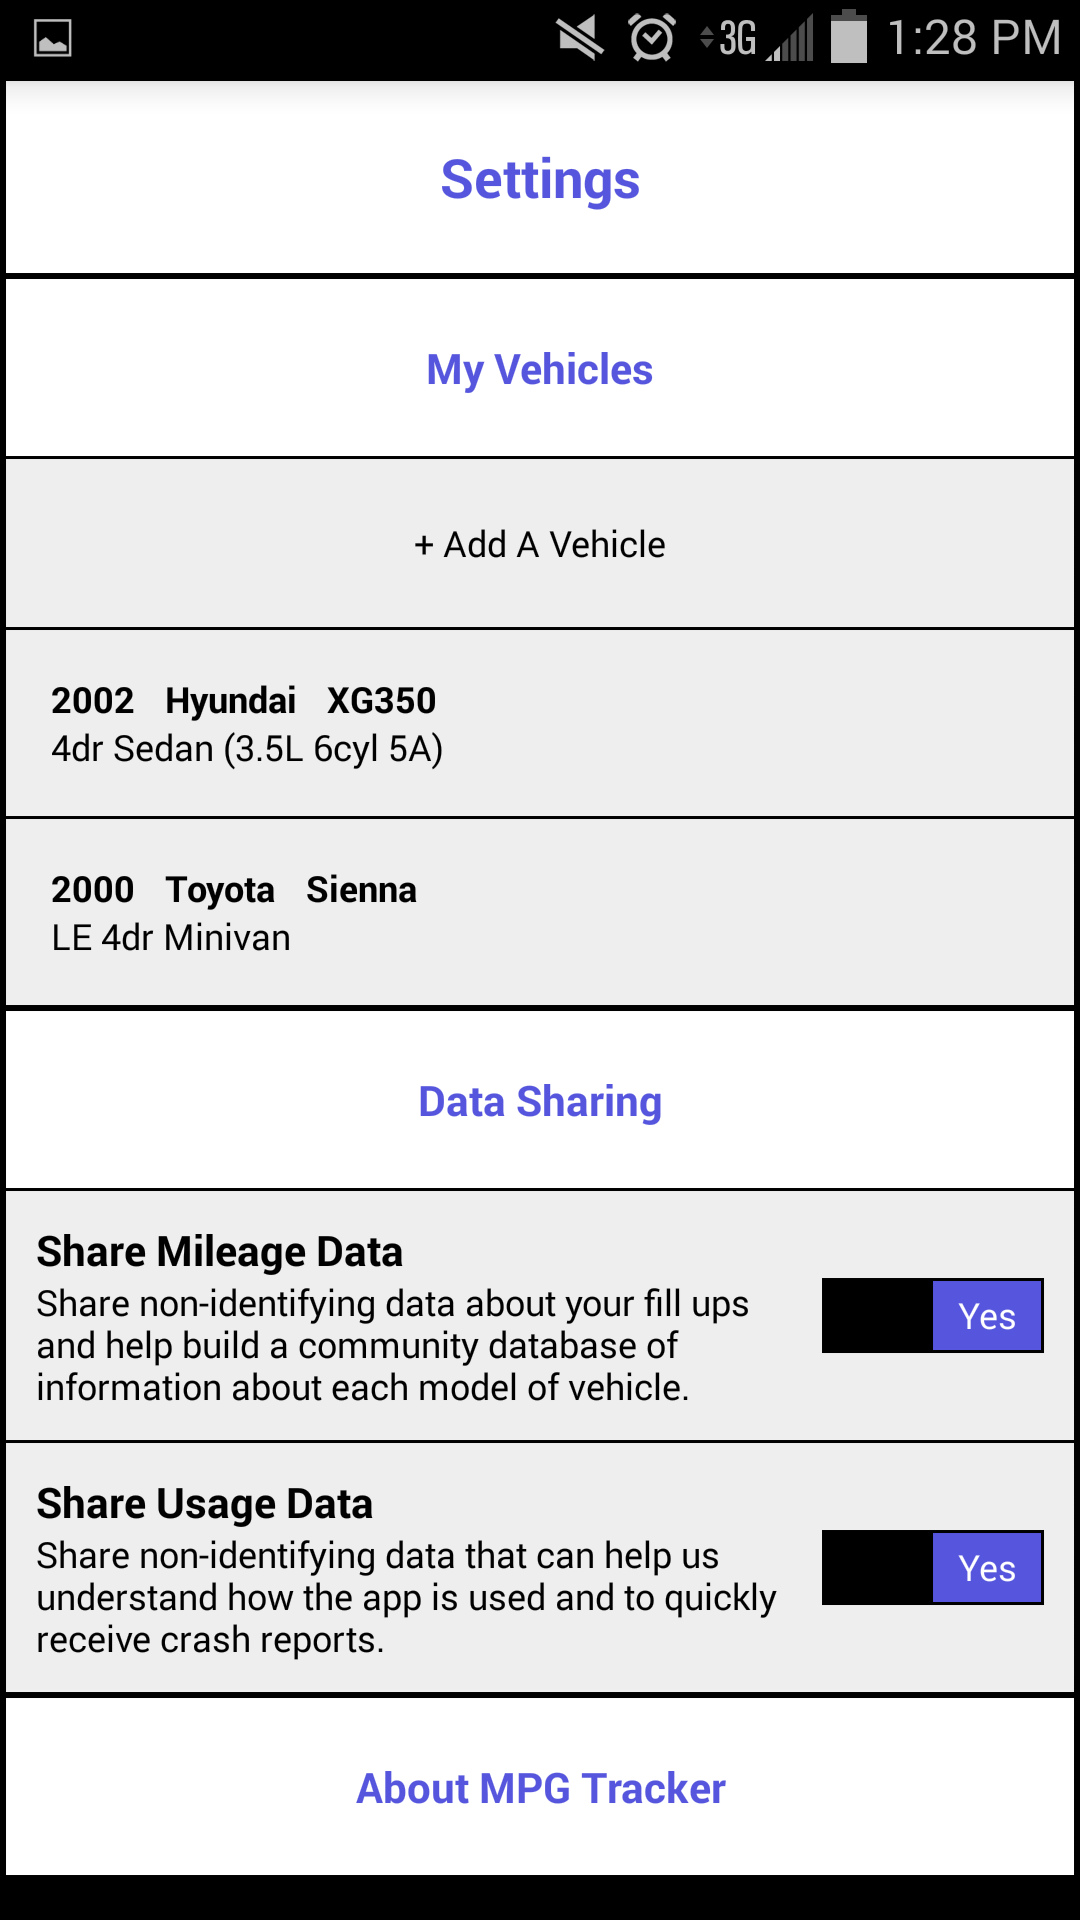 3G 1:28 PM
Settings
My Vehicles
+ Add A Vehicle
2002 Hyundai XG350
4dr Sedan (3.5L 6cyl 5A)
2000 Toyota Sienna
LE 4dr Minivan
Data Sharing
Share Mileage Data
Share non-identifying data about your fill ups
and help build a community database of
information about each model of vehicle.
Yes
Share Usage Data
Share non-identifying data that can help us
understand how the app is used and to quickly
receive crash reports.
Yes
About MPG Tracker